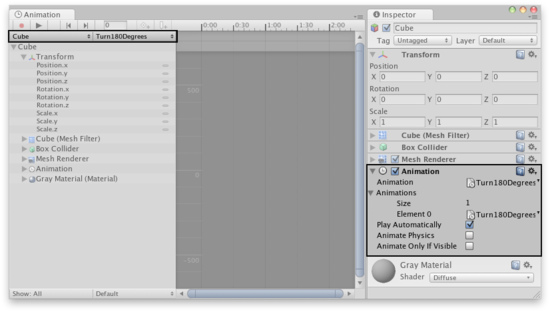 Animation
0
0:00
0:30
1:00
1:30
2:00
Cube
Turn180Degrees
Cube
Transform
Position.x
Position.y
Position.z
Rotation.x
Rotation.y
Rotation.z
Scale.x
Scale.y
Scale.z
Cube (Mesh Filter)
Box Collider
Mesh Renderer
Animation
Gray Material (Material)
500
0
-500
Show: All
Default
Inspector
Cube
Tag Untagged Layer Default
Transform
Position
X 0 Y 0 Z 0
Rotation
X 0 Y 0 Z 0
Scale
X 1 Y 1 Z 1
Cube (Mesh Filter)
Box Collider
Mesh Renderer
Animation
Animation Turn180Degrees
Animations
Size 1
Element 0 Turn180Degrees
Play Automatically
Animate Physics
Animate Only If Visible
Gray Material
Shader Diffuse